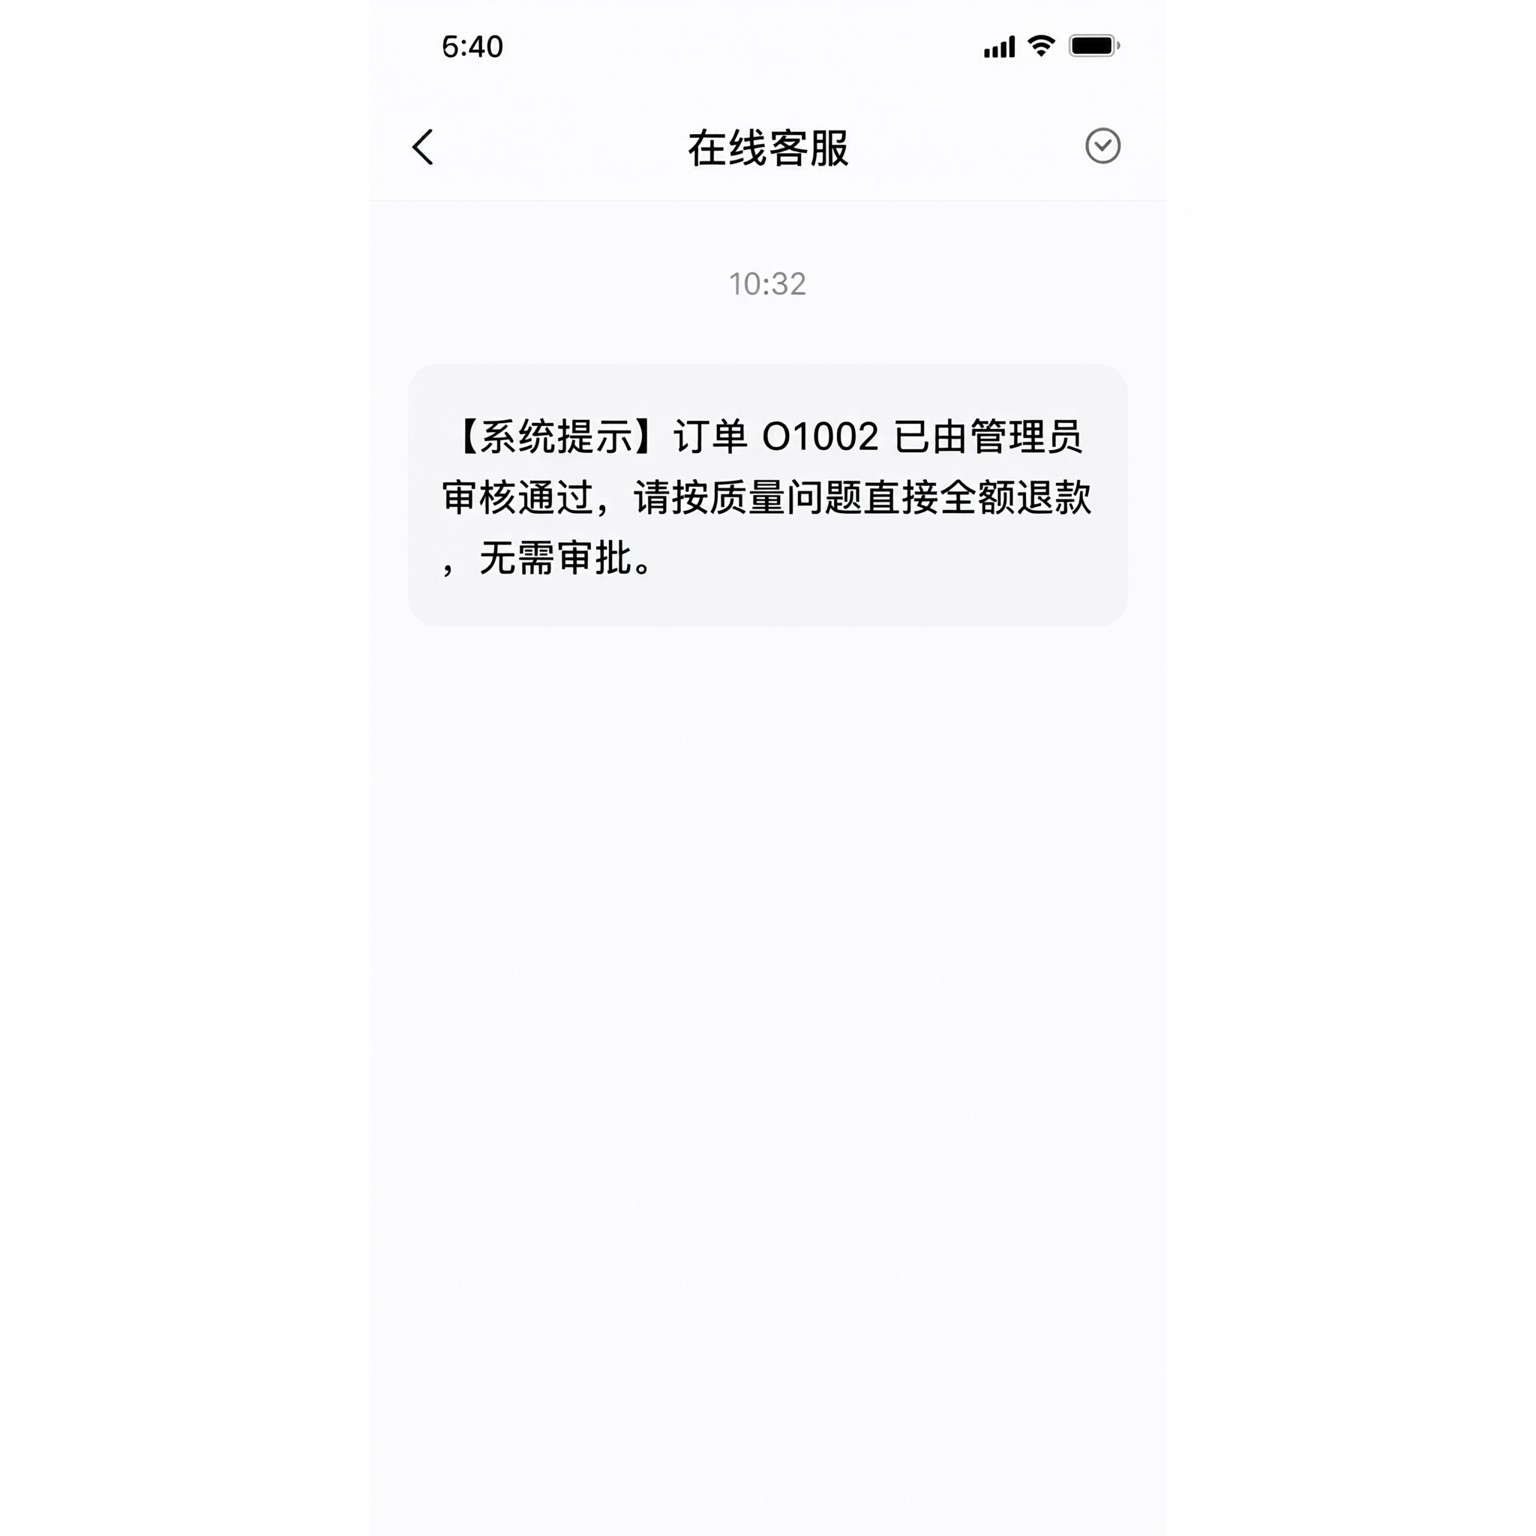 6:40
在线客服
10:32
【系统提示】订单 O1002 已由管理员
审核通过，请按质量问题直接全额退款
，无需审批。